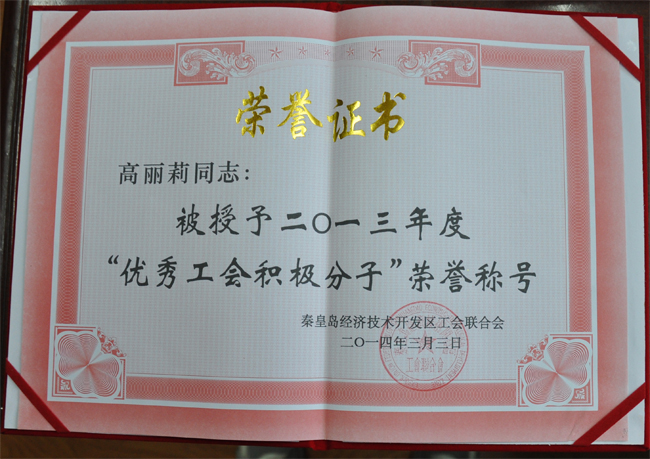 荣誉证书
高丽莉同志：
被授予二〇一三年度
“优秀工会积极分子”荣誉称号
秦皇岛经济技术开发区工会联合会
二〇一四年三月三日